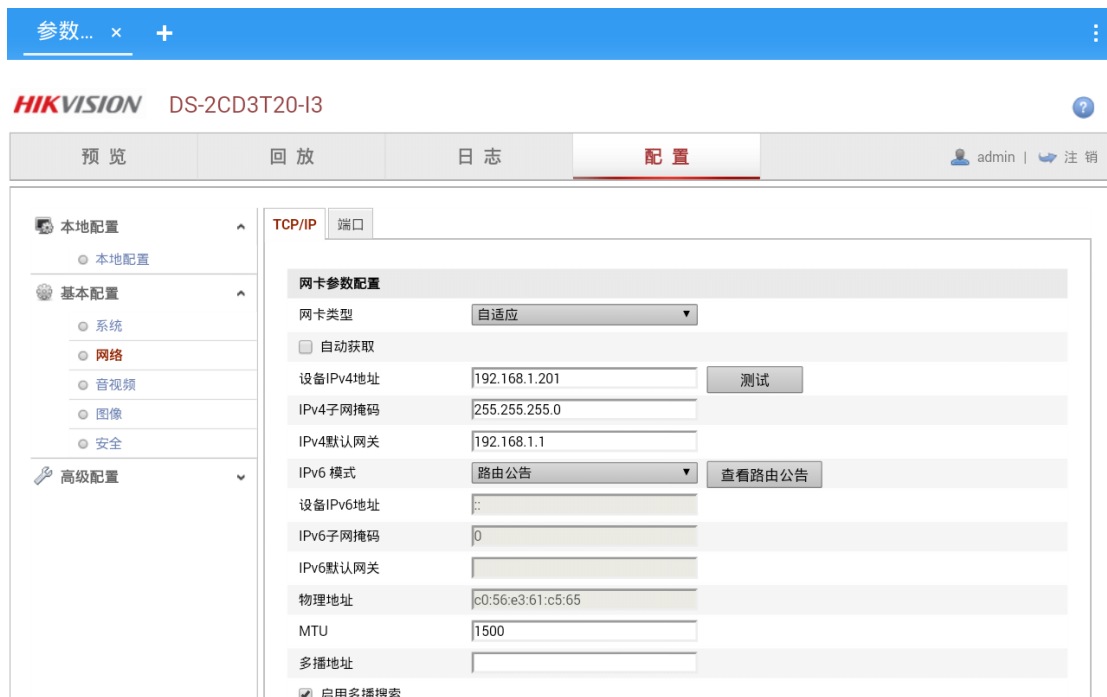 参数... × +
HIKVISION DS-2CD3T20-I3
预览 回放 日志 配置 admin | 注销
本地配置
本地配置
基本配置
系统
网络
音视频
图像
安全
高级配置
TCP/IP 端口
网卡参数配置
网卡类型 自适应
自动获取
设备IPv4地址 192.168.1.201 测试
IPv4子网掩码 255.255.255.0
IPv4默认网关 192.168.1.1
IPv6 模式 路由公告 查看路由公告
设备IPv6地址 ::
IPv6子网掩码 0
IPv6默认网关
物理地址 c0:56:e3:61:c5:65
MTU 1500
多播地址
启用多播搜索